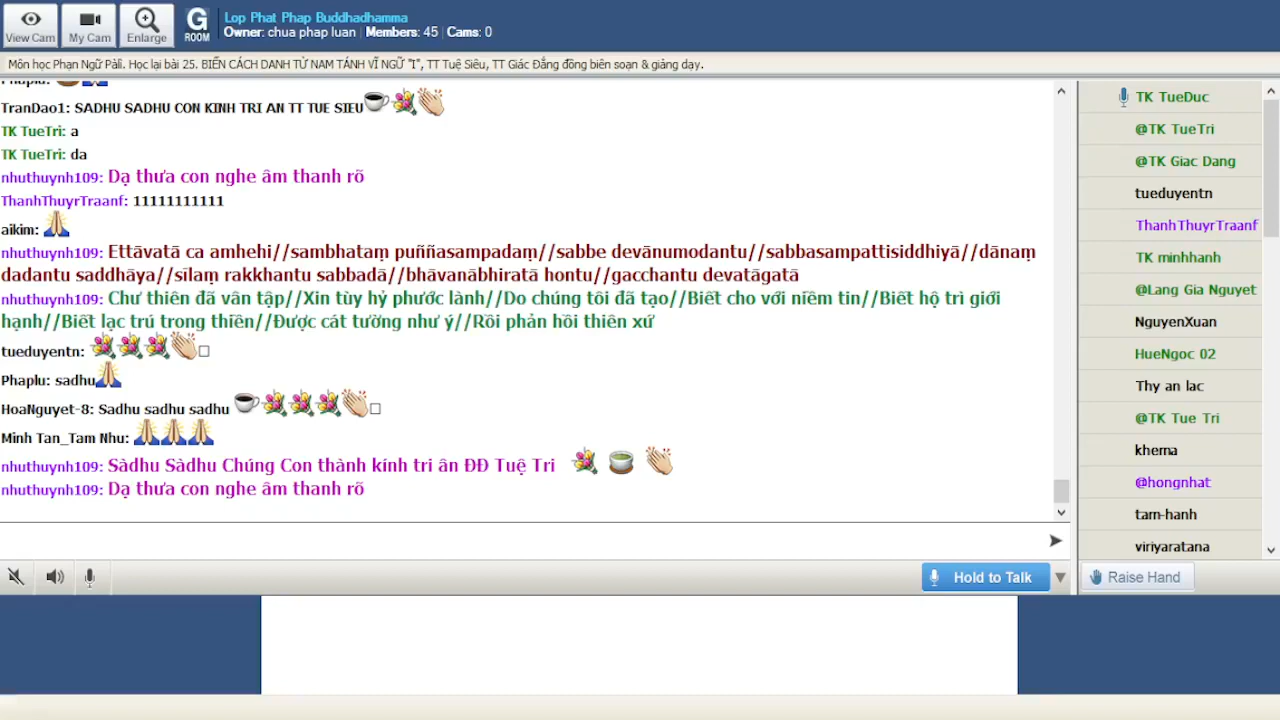 View Cam
My Cam
Enlarge
G
ROOM
Lop Phat Phap Buddhadhamma
Owner: chua phap luan | Members: 45 | Cams: 0
Môn học Phạn Ngữ Pàli. Học lại bài 25. BIẾN CÁCH DANH TỪ NAM TÁNH VĨ NGỮ "I", TT Tuệ Siêu, TT Giác Đẳng đồng biên soạn & giảng dạy.
Phaplu:
TranDao1: SADHU SADHU CON KINH TRI AN TT TUE SIEU
TK TueTri: a
TK TueTri: da
nhuthuynh109: Dạ thưa con nghe âm thanh rõ
ThanhThuyrTraanf: 11111111111
aikim:
nhuthuynh109: Ettāvatā ca amhehi//sambhataṃ puññasampadaṃ//sabbe devānumodantu//sabbasampattisiddhiyā//dānaṃ
dadantu saddhāya//sīlaṃ rakkhantu sabbadā//bhāvanābhiratā hontu//gacchantu devatāgatā
nhuthuynh109: Chư thiên đã vân tập//Xin tùy hỷ phước lành//Do chúng tôi đã tạo//Biết cho với niềm tin//Biết hộ trì giới
hạnh//Biết lạc trú trong thiền//Được cát tường như ý//Rồi phản hồi thiên xứ
tueduyentn:
Phaplu: sadhu
HoaNguyet-8: Sadhu sadhu sadhu
Minh Tan_Tam Nhu:
nhuthuynh109: Sàdhu Sàdhu Chúng Con thành kính tri ân ĐĐ Tuệ Tri
nhuthuynh109: Dạ thưa con nghe âm thanh rõ
Hold to Talk
TK TueDuc
@TK TueTri
@TK Giac Dang
tueduyentn
ThanhThuyrTraanf
TK minhhanh
@Lang Gia Nguyet
NguyenXuan
HueNgoc 02
Thy an lac
@TK Tue Tri
khema
@hongnhat
tam-hanh
viriyaratana
Raise Hand